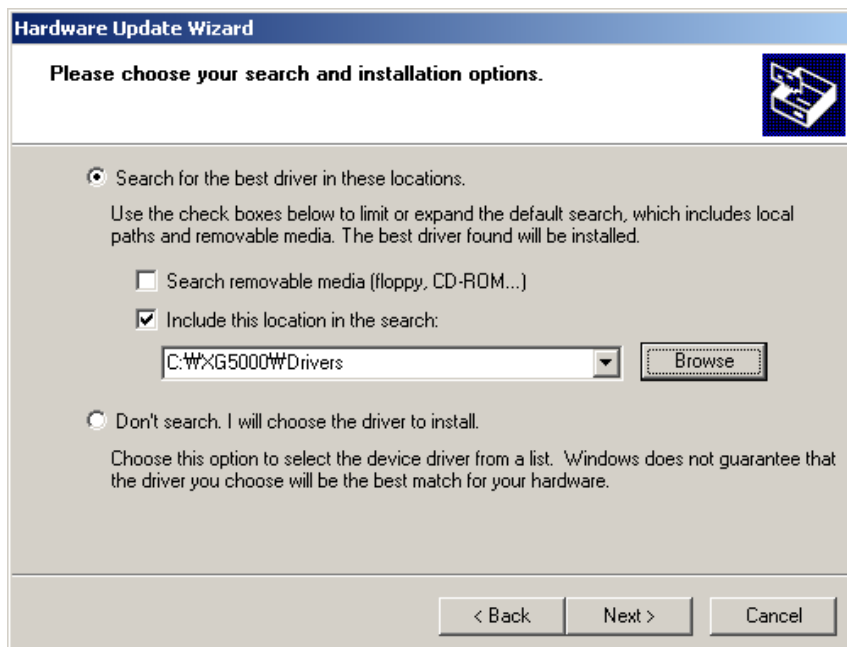 Hardware Update Wizard
Please choose your search and installation options.
Search for the best driver in these locations.
Use the check boxes below to limit or expand the default search, which includes local
paths and removable media. The best driver found will be installed.
Search removable media (floppy, CD-ROM...)
Include this location in the search:
C:₩XG5000₩Drivers
Browse
Don't search. I will choose the driver to install.
Choose this option to select the device driver from a list.  Windows does not guarantee that
the driver you choose will be the best match for your hardware.
< Back
Next >
Cancel